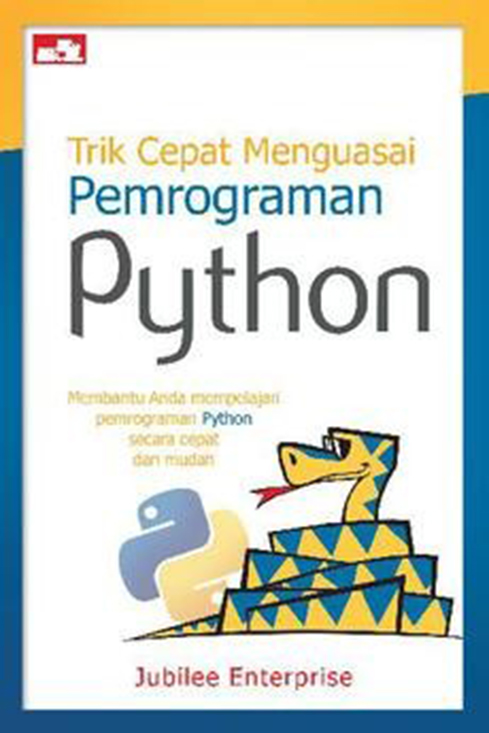 Trik Cepat Menguasai
Pemrograman
Python
Membantu Anda mempelajari
pemrograman Python
secara cepat
dan mudah
Jubilee Enterprise